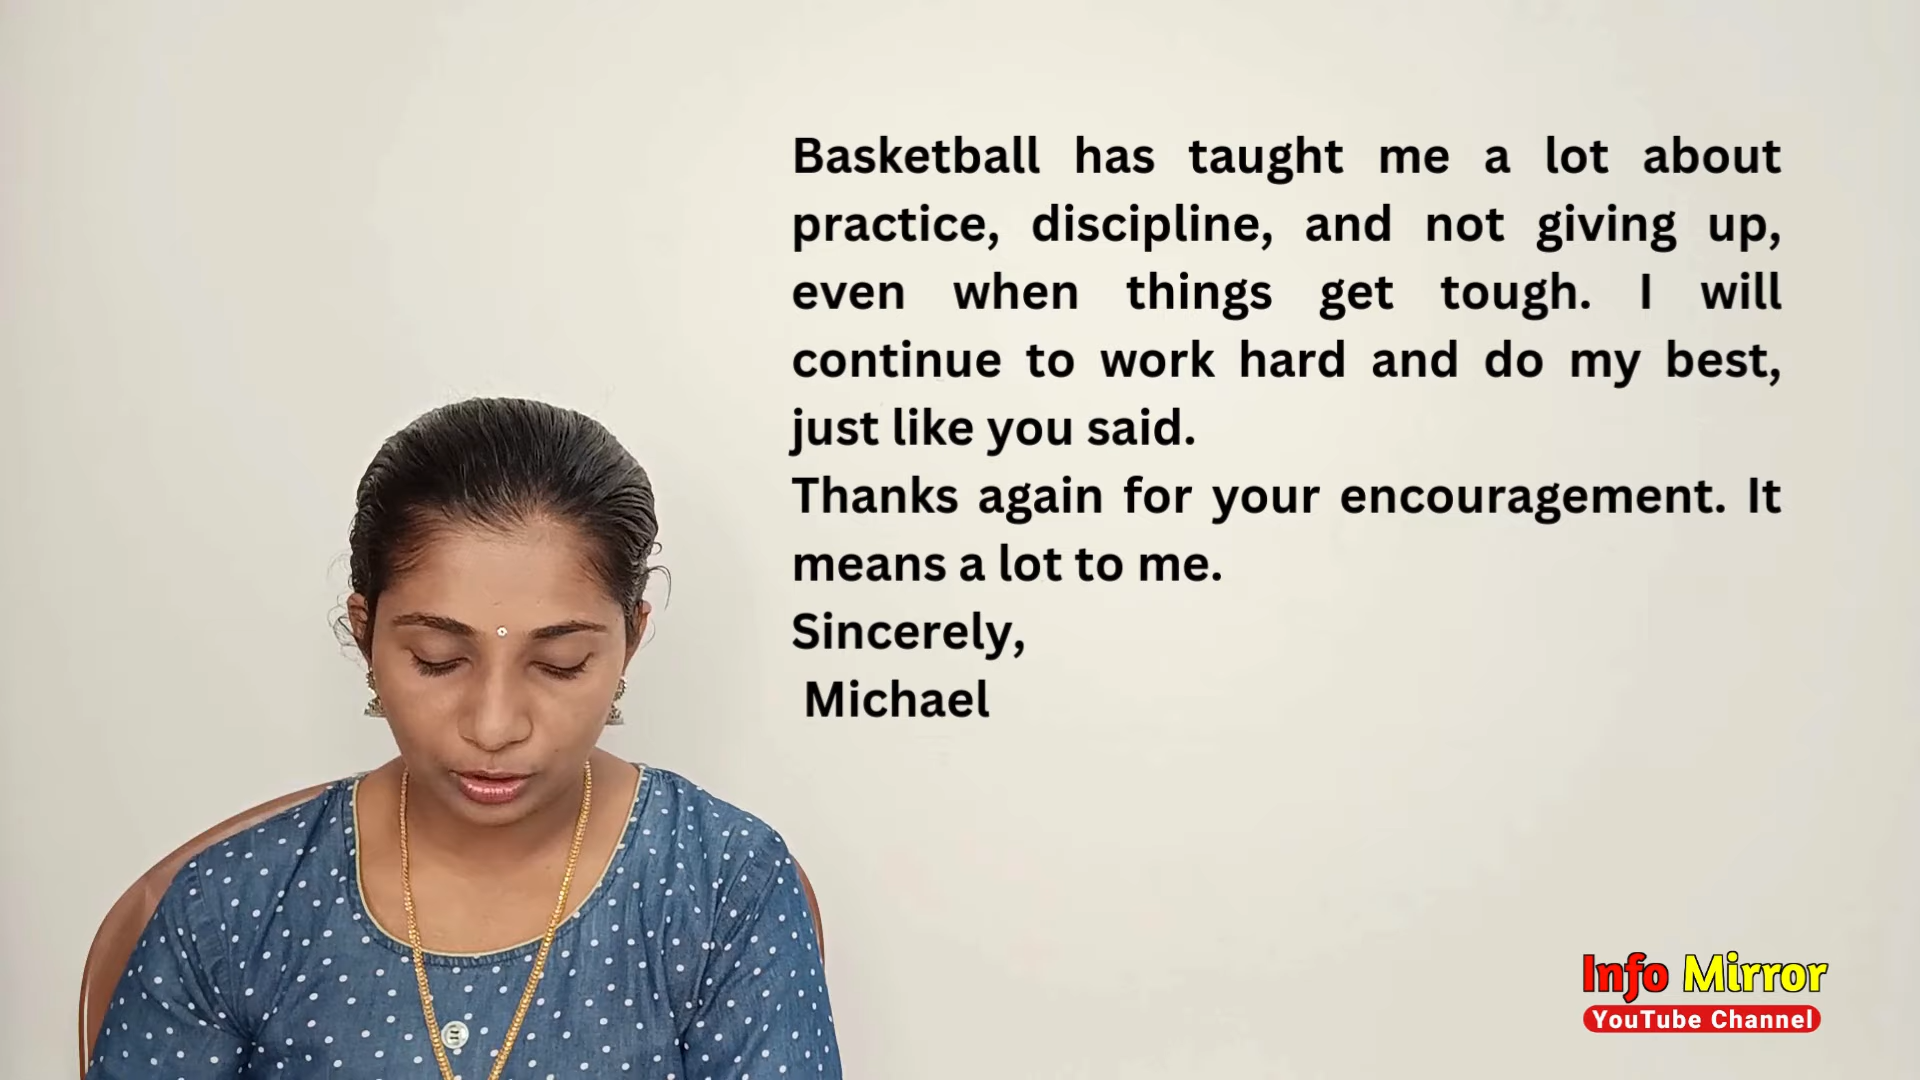 Basketball has taught me a lot about
practice, discipline, and not giving up,
even when things get tough. I will
continue to work hard and do my best,
just like you said.
Thanks again for your encouragement. It
means a lot to me.
Sincerely,
Michael
Info Mirror
YouTube Channel